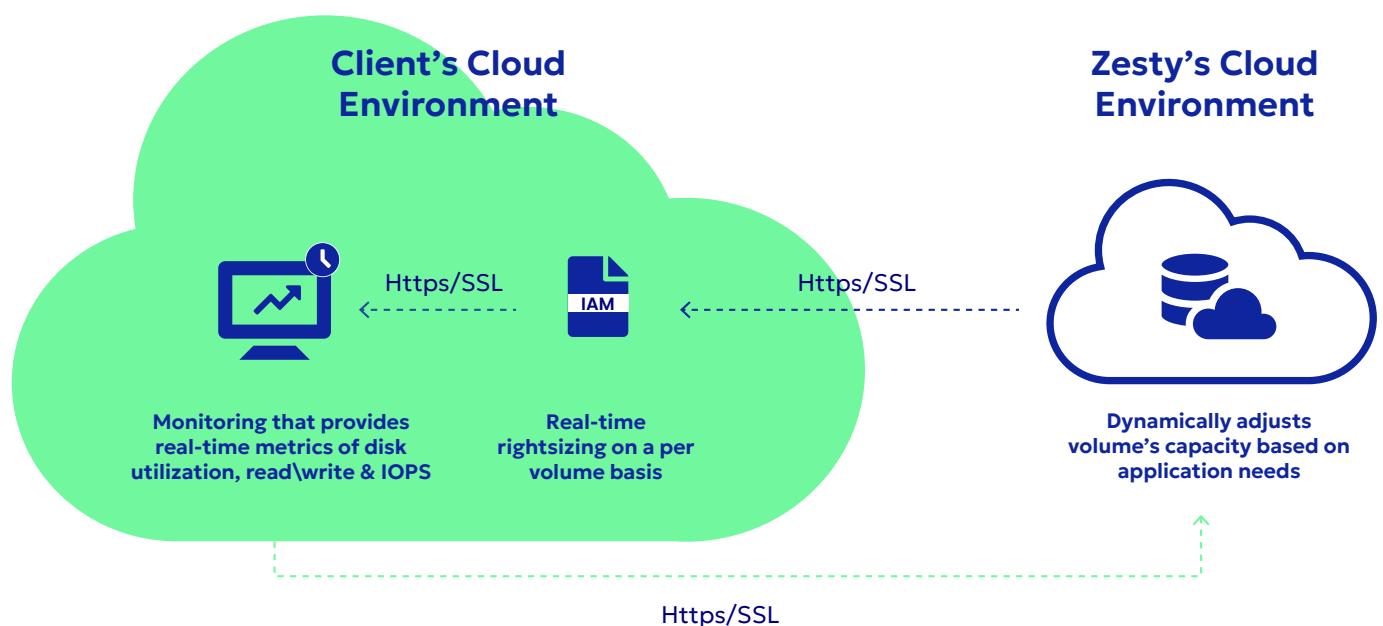 Client’s Cloud
Environment
Zesty’s Cloud
Environment
Https/SSL
Https/SSL
IAM
Monitoring that provides
real-time metrics of disk
utilization, read\write & IOPS
Real-time
rightsizing on a per
volume basis
Dynamically adjusts
volume’s capacity based on
application needs
Https/SSL